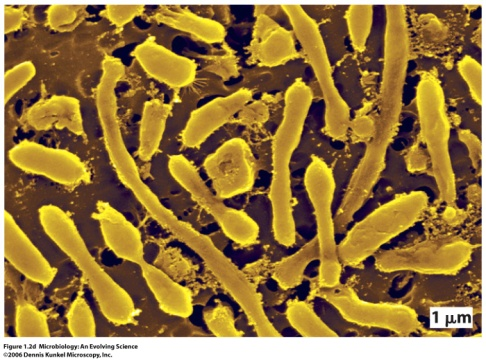 1 µm
Figure 1.2d Microbiology: An Evolving Science
©2006 Dennis Kunkel Microscopy, Inc.